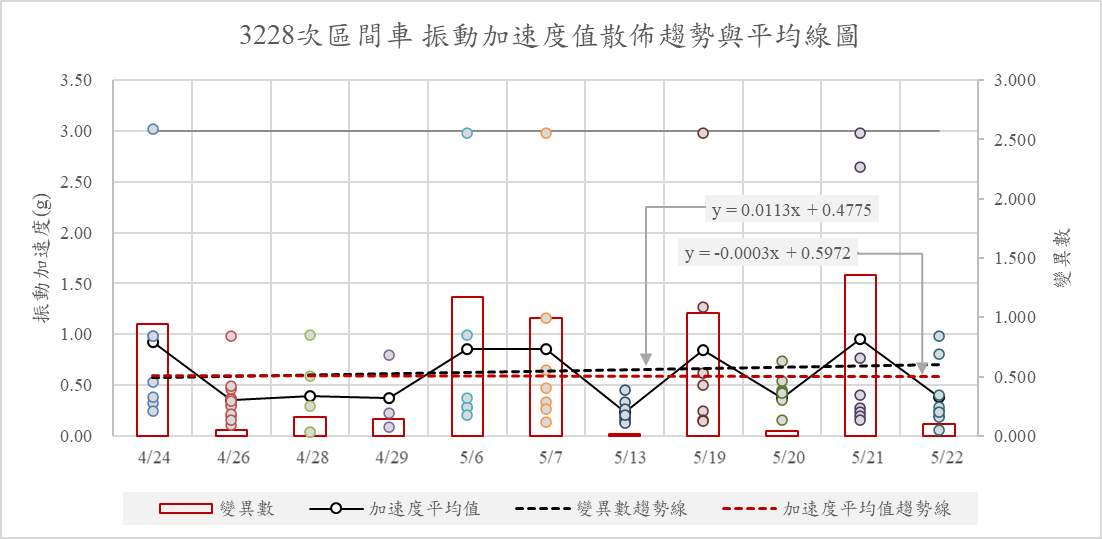 3228次區間車 振動加速度值散佈趨勢與平均線圖
3.50
3.00
2.50
2.00
1.50
1.00
0.50
0.00
振動加速度(g)
3.000
2.500
2.000
1.500
1.000
0.500
0.000
變異數
y = 0.0113x + 0.4775
y = -0.0003x + 0.5972
4/24 4/26 4/28 4/29 5/6 5/7 5/13 5/19 5/20 5/21 5/22
變異數 加速度平均值 變異數趨勢線 加速度平均值趨勢線